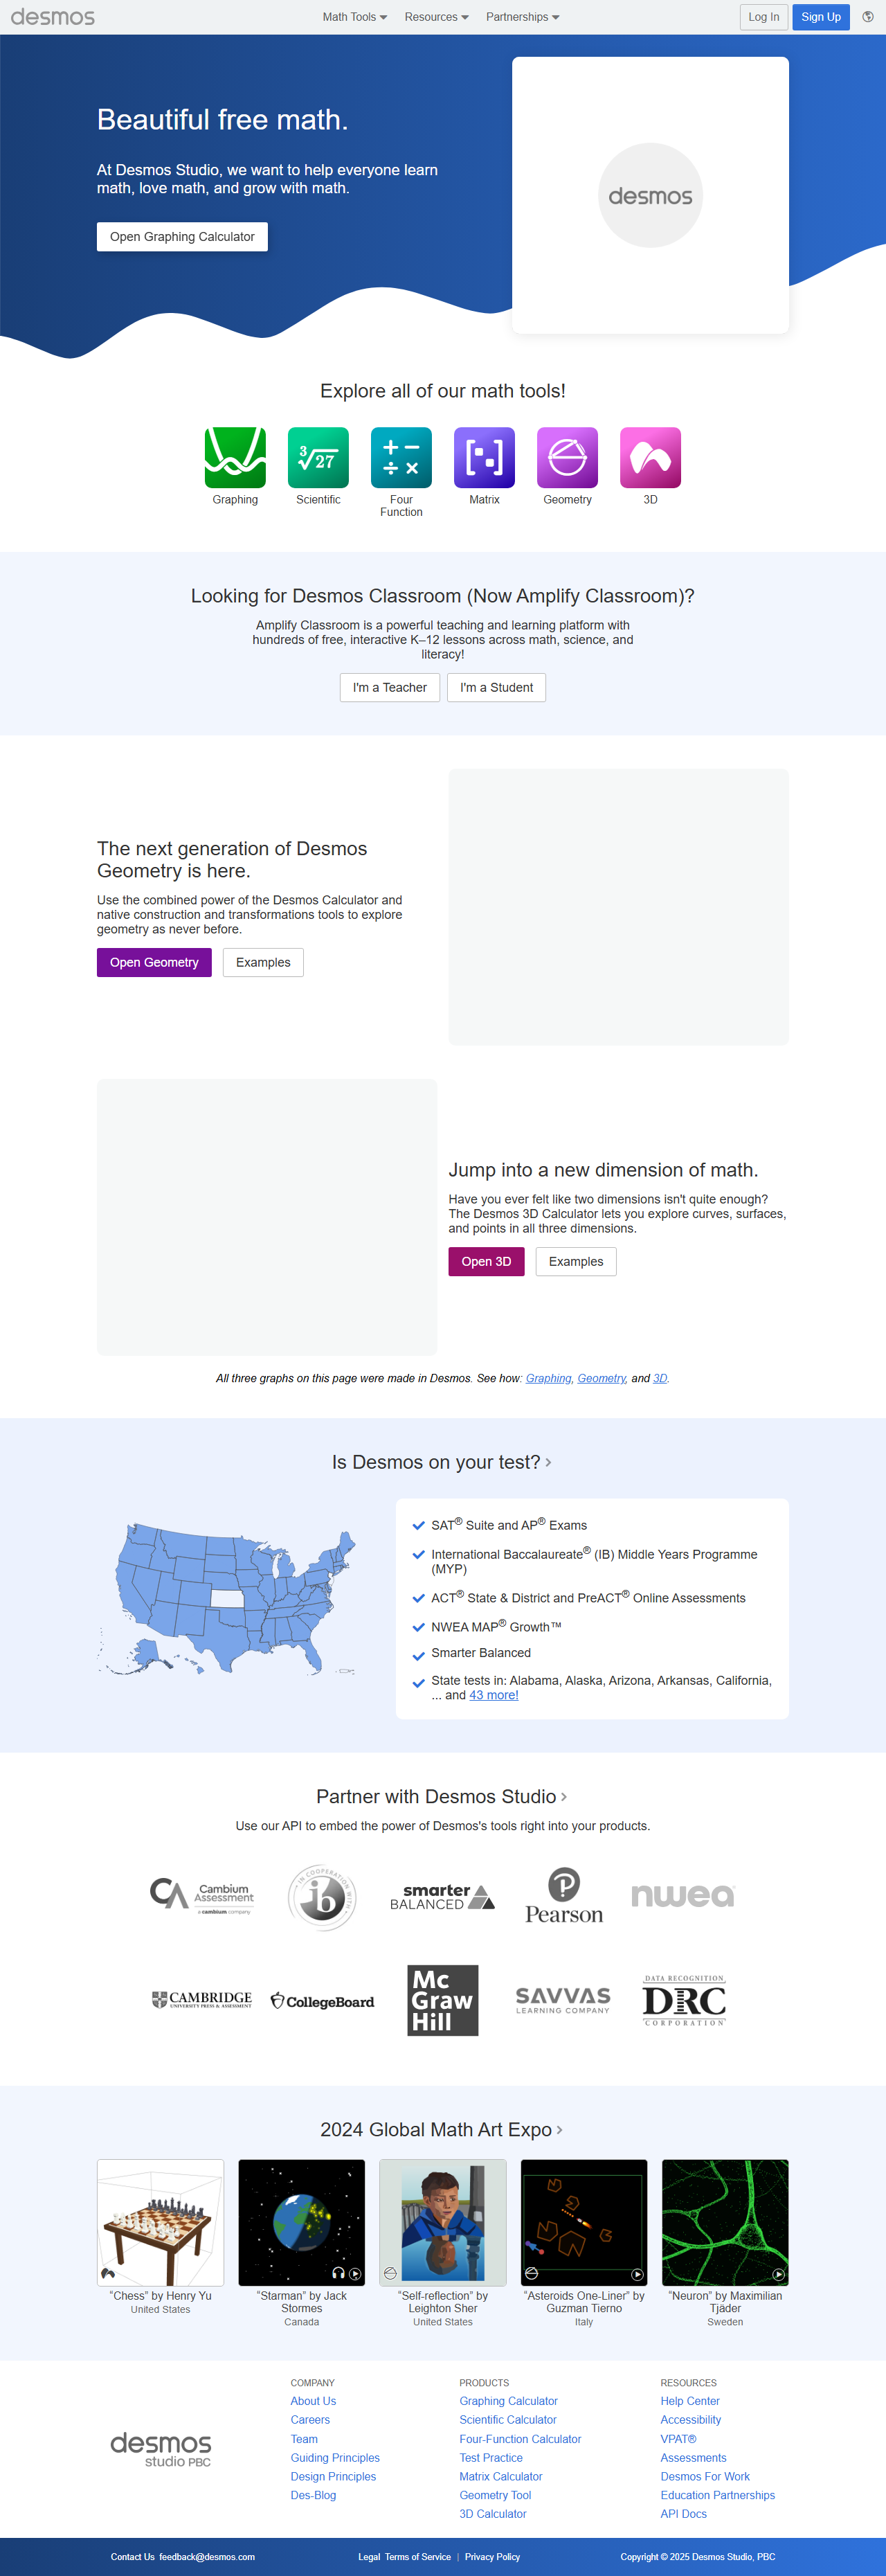 desmos
Math Tools
Resources
Partnerships
Log In
Sign Up
Beautiful free math.
At Desmos Studio, we want to help everyone learn
math, love math, and grow with math.
Open Graphing Calculator
desmos
Explore all of our math tools!
3√27
+ − ÷ ×
Graphing
Scientific
Four
Function
Matrix
Geometry
3D
Looking for Desmos Classroom (Now Amplify Classroom)?
Amplify Classroom is a powerful teaching and learning platform with
hundreds of free, interactive K–12 lessons across math, science, and
literacy!
I'm a Teacher
I'm a Student
The next generation of Desmos
Geometry is here.
Use the combined power of the Desmos Calculator and
native construction and transformations tools to explore
geometry as never before.
Open Geometry
Examples
Jump into a new dimension of math.
Have you ever felt like two dimensions isn't quite enough?
The Desmos 3D Calculator lets you explore curves, surfaces,
and points in all three dimensions.
Open 3D
Examples
All three graphs on this page were made in Desmos. See how: Graphing, Geometry, and 3D.
Is Desmos on your test?
SAT® Suite and AP® Exams
International Baccalaureate® (IB) Middle Years Programme
(MYP)
ACT® State & District and PreACT® Online Assessments
NWEA MAP® Growth™
Smarter Balanced
State tests in: Alabama, Alaska, Arizona, Arkansas, California,
... and 43 more!
Partner with Desmos Studio
Use our API to embed the power of Desmos's tools right into your products.
CA Cambium
Assessment
a cambium company
IN COOPERATION WITH
ib
smarter
BALANCED
P
Pearson
nwea
CAMBRIDGE
UNIVERSITY PRESS & ASSESSMENT
CollegeBoard
Mc
Graw
Hill
SAVVAS
LEARNING COMPANY
DATA RECOGNITION
DRC
CORPORATION
2024 Global Math Art Expo
“Chess” by Henry Yu
United States
“Starman” by Jack
Stormes
Canada
“Self-reflection” by
Leighton Sher
United States
“Asteroids One-Liner” by
Guzman Tierno
Italy
“Neuron” by Maximilian
Tjäder
Sweden
desmos
studio PBC
COMPANY
About Us
Careers
Team
Guiding Principles
Design Principles
Des-Blog
PRODUCTS
Graphing Calculator
Scientific Calculator
Four-Function Calculator
Test Practice
Matrix Calculator
Geometry Tool
3D Calculator
RESOURCES
Help Center
Accessibility
VPAT®
Assessments
Desmos For Work
Education Partnerships
API Docs
Contact Us feedback@desmos.com
Legal Terms of Service | Privacy Policy
Copyright © 2025 Desmos Studio, PBC